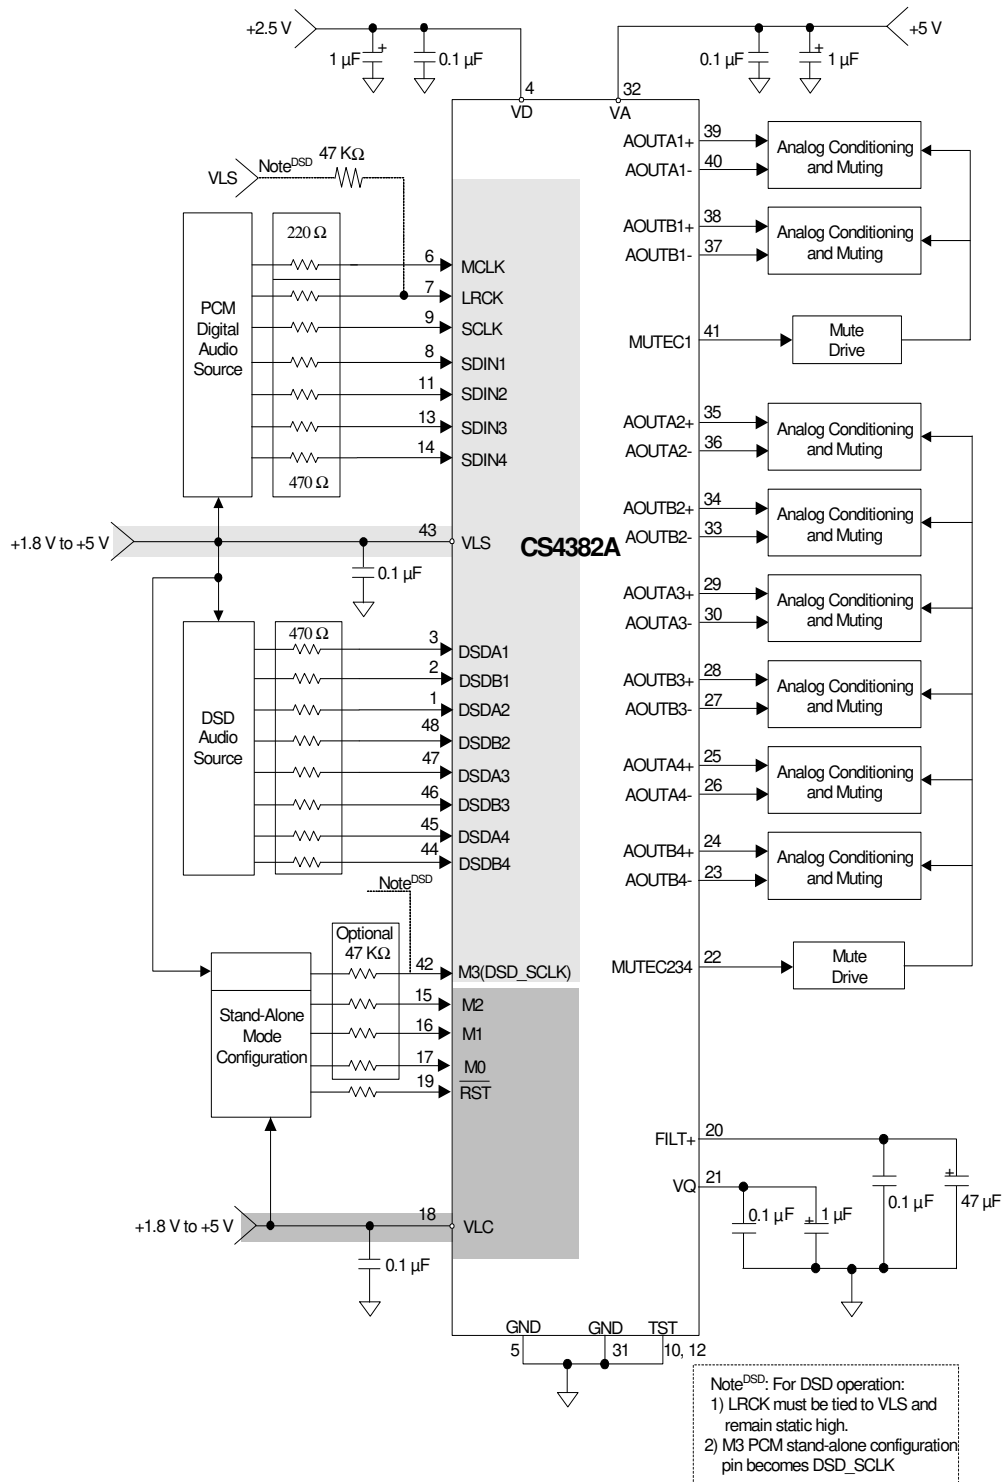 +2.5 V
1 µF
+
0.1 µF
+5 V
0.1 µF
+
1 µF
4
VD
32
VA
VLS
Note^DSD
47 KΩ
220 Ω
PCM
Digital
Audio
Source
470 Ω
6
MCLK
7
LRCK
9
SCLK
8
SDIN1
11
SDIN2
13
SDIN3
14
SDIN4
+1.8 V to +5 V
43
VLS
0.1 µF
CS4382A
DSD
Audio
Source
470 Ω
3
DSDA1
2
DSDB1
1
DSDA2
48
DSDB2
47
DSDA3
46
DSDB3
45
DSDA4
44
DSDB4
Note^DSD
Optional
47 KΩ
Stand-Alone
Mode
Configuration
42
M3(DSD_SCLK)
15
M2
16
M1
17
M0
19
RST
+1.8 V to +5 V
18
VLC
0.1 µF
AOUTA1+
39
AOUTA1-
40
Analog Conditioning
and Muting
AOUTB1+
38
AOUTB1-
37
Analog Conditioning
and Muting
MUTEC1
41
Mute
Drive
AOUTA2+
35
AOUTA2-
36
Analog Conditioning
and Muting
AOUTB2+
34
AOUTB2-
33
Analog Conditioning
and Muting
AOUTA3+
29
AOUTA3-
30
Analog Conditioning
and Muting
AOUTB3+
28
AOUTB3-
27
Analog Conditioning
and Muting
AOUTA4+
25
AOUTA4-
26
Analog Conditioning
and Muting
AOUTB4+
24
AOUTB4-
23
Analog Conditioning
and Muting
MUTEC234
22
Mute
Drive
FILT+
20
VQ
21
0.1 µF
+
1 µF
0.1 µF
+
47 µF
GND
5
GND
31
TST
10, 12
Note^DSD: For DSD operation:
1) LRCK must be tied to VLS and
remain static high.
2) M3 PCM stand-alone configuration
pin becomes DSD_SCLK